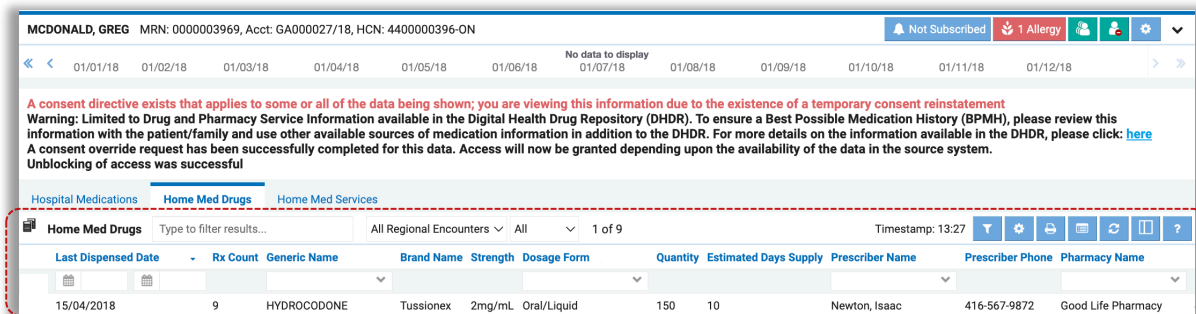 MCDONALD, GREG MRN: 0000003969, Acct: GA000027/18, HCN: 4400000396-ON Not Subscribed 1 Allergy
No data to display
01/01/18 01/02/18 01/03/18 01/04/18 01/05/18 01/06/18 01/07/18 01/08/18 01/09/18 01/10/18 01/11/18 01/12/18
A consent directive exists that applies to some or all of the data being shown; you are viewing this information due to the existence of a temporary consent reinstatement
Warning: Limited to Drug and Pharmacy Service Information available in the Digital Health Drug Repository (DHDR). To ensure a Best Possible Medication History (BPMH), please review this
information with the patient/family and use other available sources of medication information in addition to the DHDR. For more details on the information available in the DHDR, please click: here
A consent override request has been successfully completed for this data. Access will now be granted depending upon the availability of the data in the source system.
Unblocking of access was successful
Hospital Medications Home Med Drugs Home Med Services
Home Med Drugs Type to filter results... All Regional Encounters All 1 of 9 Timestamp: 13:27 ?
Last Dispensed Date Rx Count Generic Name Brand Name Strength Dosage Form Quantity Estimated Days Supply Prescriber Name Prescriber Phone Pharmacy Name
15/04/2018 9 HYDROCODONE Tussionex 2mg/mL Oral/Liquid 150 10 Newton, Isaac 416-567-9872 Good Life Pharmacy